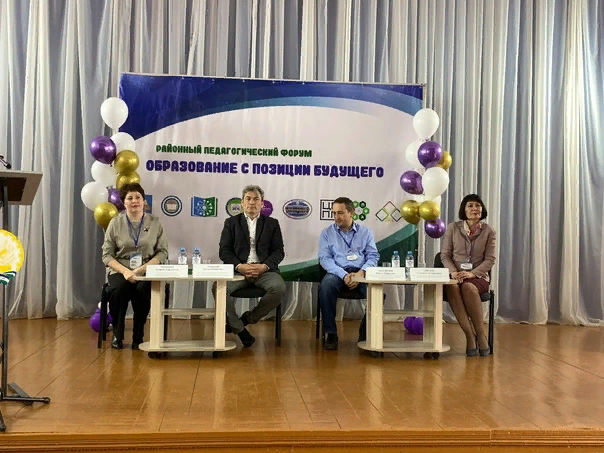 РАЙОННЫЙ ПЕДАГОГИЧЕСКИЙ ФОРУМ
ОБРАЗОВАНИЕ С ПОЗИЦИИ БУДУЩЕГО